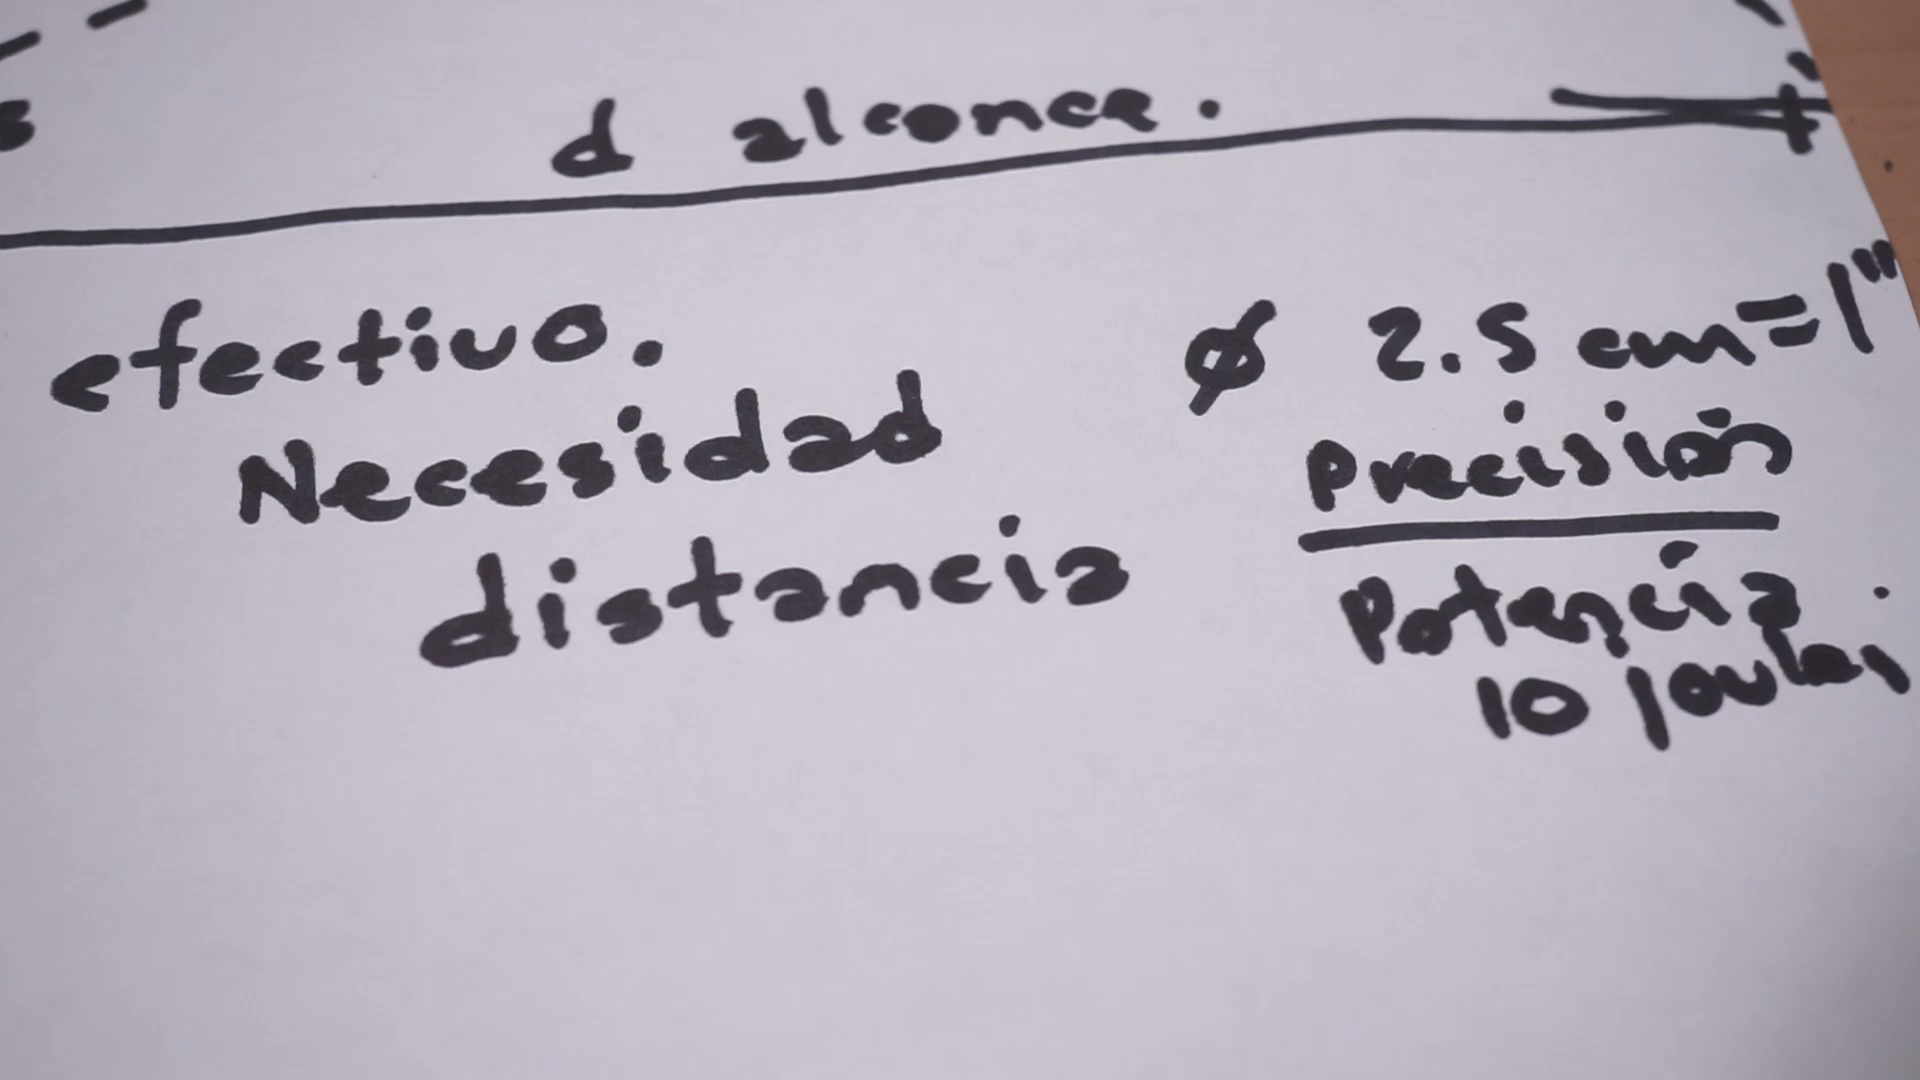 d alcance.
efectivo.
Necesidad
distancia
ø 2.5 cm=1"
Precisión
Potencia.
10 joules